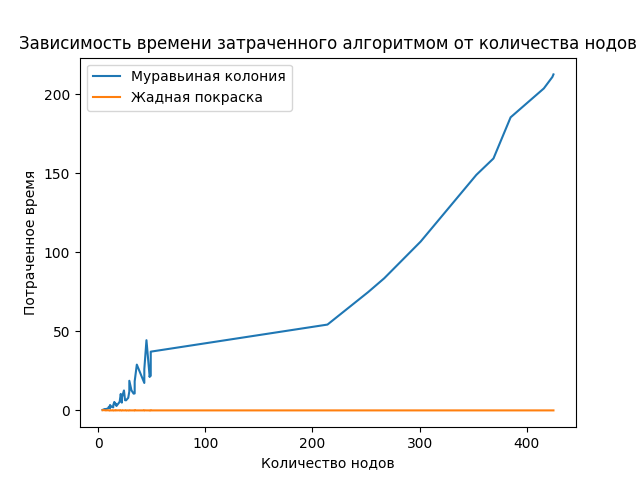 Зависимость времени затраченного алгоритмом от количества нодов
Муравьиная колония
Жадная покраска
200
150
100
50
0
Потраченное время
0 100 200 300 400
Количество нодов